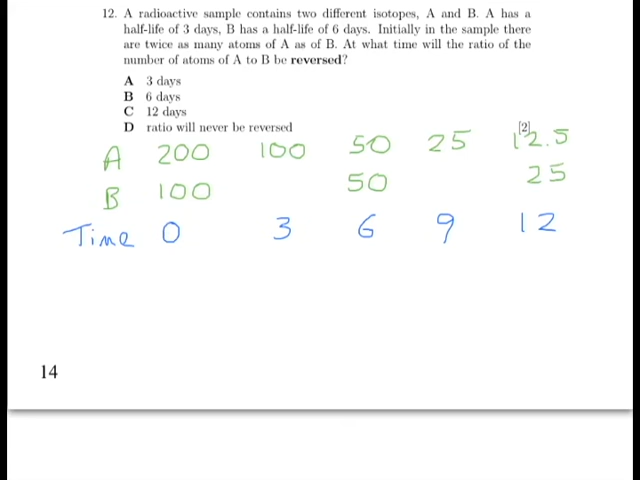 12. A radioactive sample contains two different isotopes, A and B. A has a
half-life of 3 days, B has a half-life of 6 days. Initially in the sample there
are twice as many atoms of A as of B. At what time will the ratio of the
number of atoms of A to B be reversed?
A 3 days
B 6 days
C 12 days
D ratio will never be reversed
[2]
A 200 100 50 25 12.5
B 100 50 25
Time 0 3 6 9 12
14